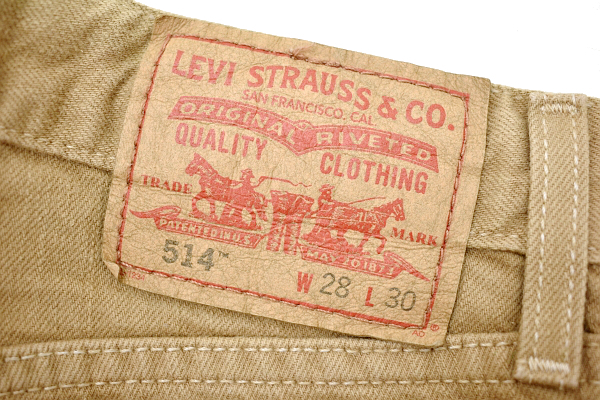 LEVI STRAUSS & CO.
SAN FRANCISCO, CAL
ORIGINAL RIVETED
QUALITY CLOTHING
TRADE MARK
PATENTED IN U.S.
MAY 20 1873
514™
W 28 L 30